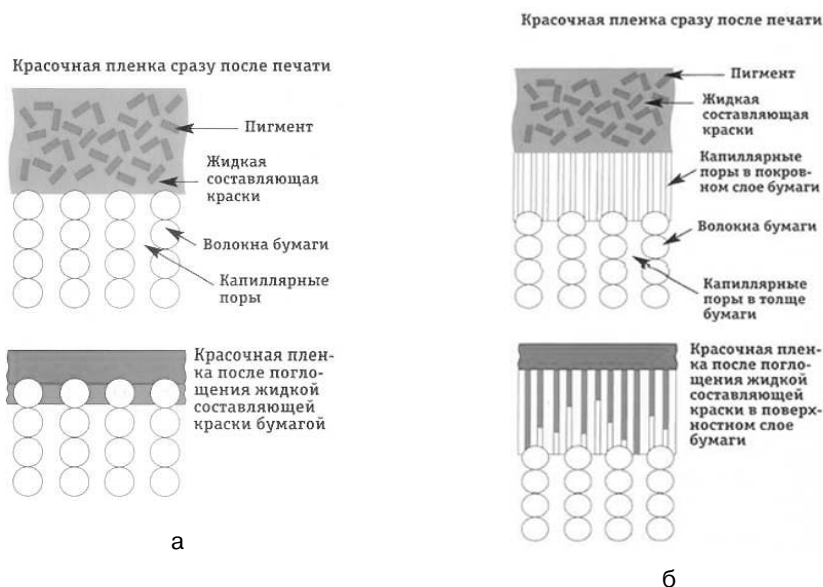 Красочная пленка сразу после печати
Пигмент
Жидкая
составляющая
краски
Волокна бумаги
Капиллярные
поры
Красочная плен-
ка после погло-
щения жидкой
составляющей
краски бумагой
а
Красочная пленка сразу после печати
Пигмент
Жидкая
составляющая
краски
Капиллярные
поры в покров-
ном слое бумаги
Волокна бумаги
Капиллярные
поры в толще
бумаги
Красочная плен-
ка после погло-
щения жидкой
составляющей
краски в поверх-
ностном слое
бумаги
б